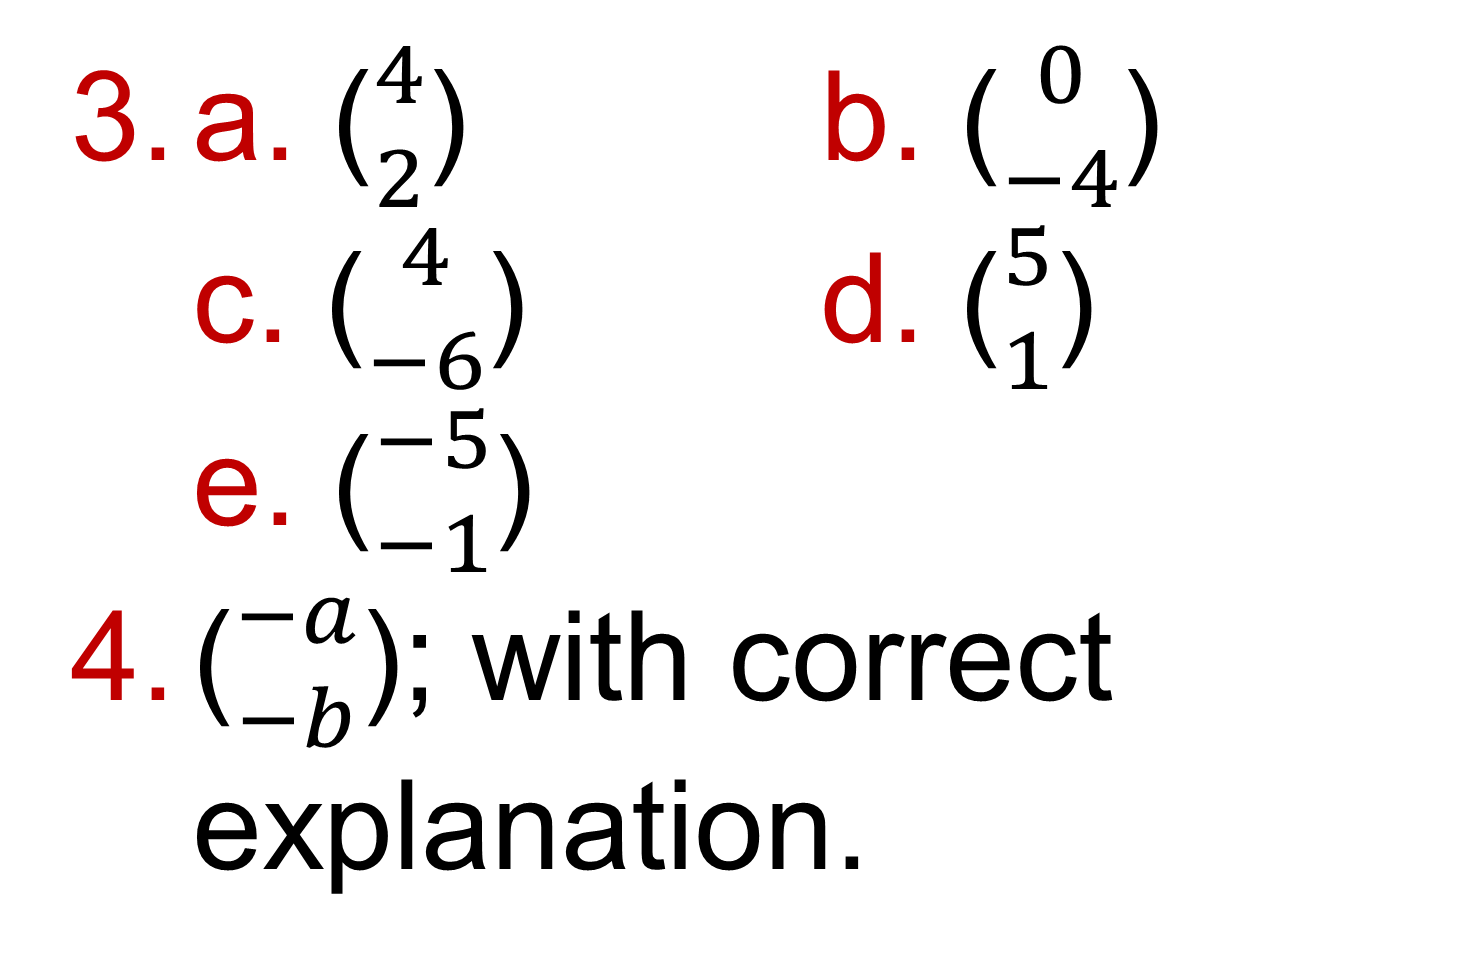 3. a. (4 2) b. (0 −4)
c. (4 −6) d. (5 1)
e. (−5 −1)
4. (−a −b); with correct
explanation.